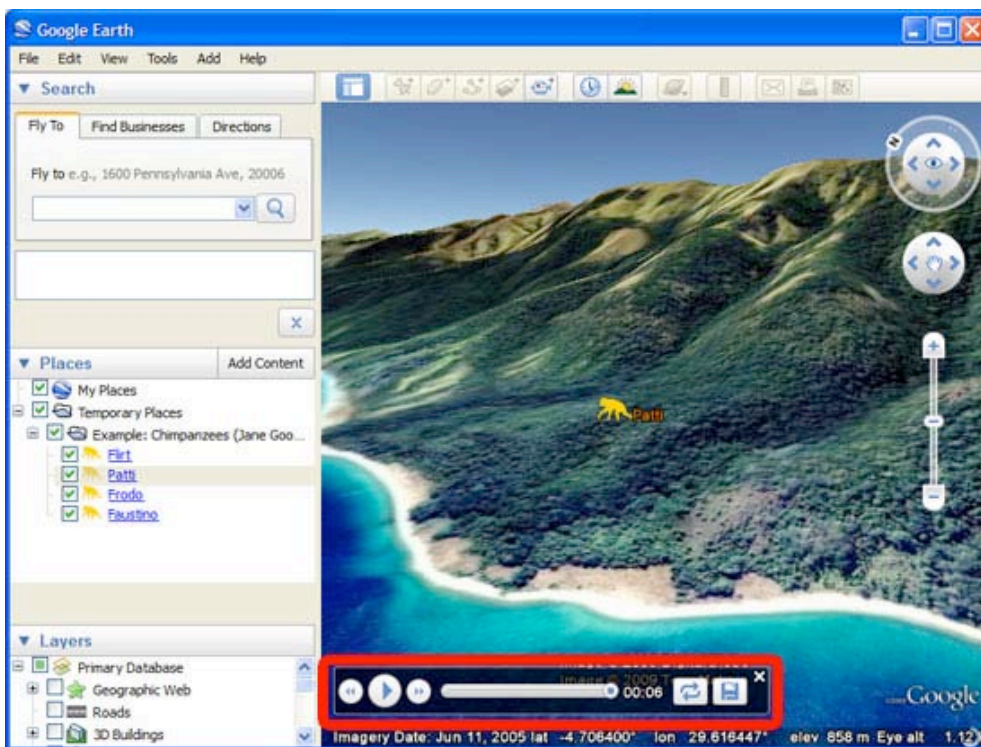 Google Earth
File Edit View Tools Add Help
Search
Fly To Find Businesses Directions
Fly to e.g., 1600 Pennsylvania Ave, 20006
Places Add Content
My Places
Temporary Places
Example: Chimpanzees (Jane Goo...
Flirt
Patti
Frodo
Faustino
Layers
Primary Database
Geographic Web
Roads
3D Buildings
N
Patti
Image © 2009
00:06
Google
Imagery Date: Jun 11, 2005 lat -4.706400° lon 29.616447° elev 858 m Eye alt 1.12